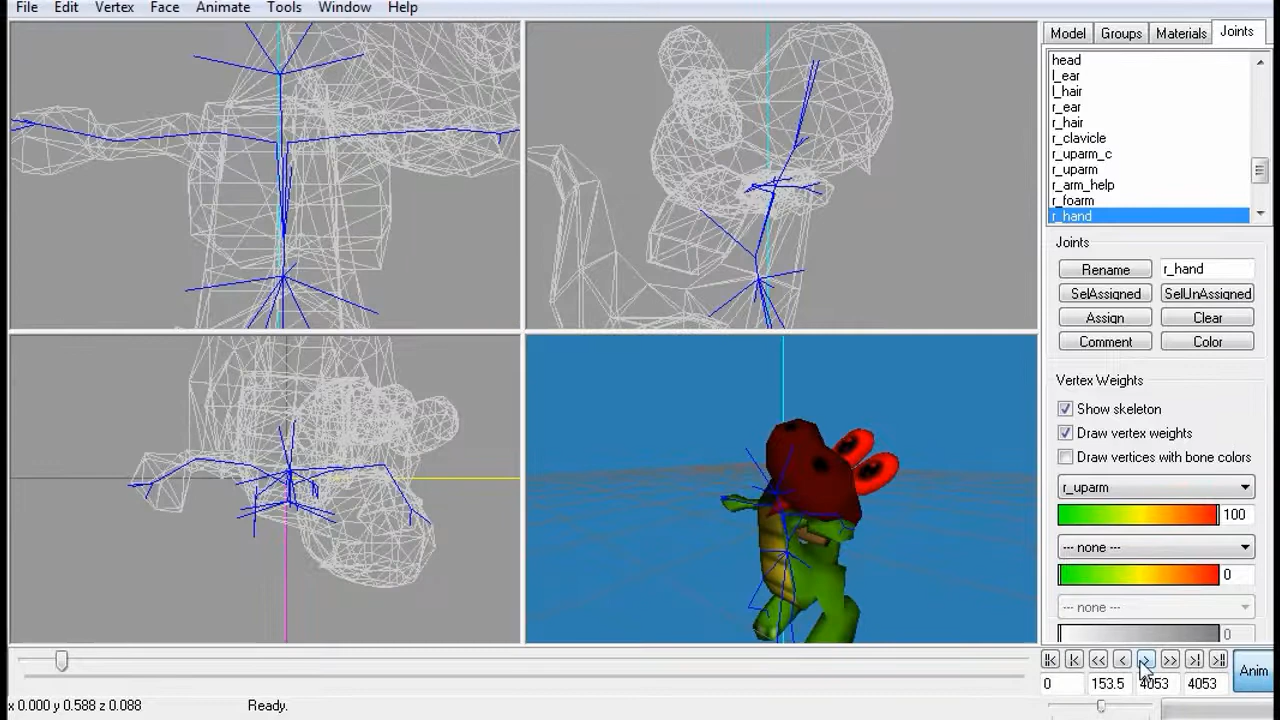 File Edit Vertex Face Animate Tools Window Help
Model Groups Materials Joints
head
l_ear
l_hair
r_ear
r_hair
r_clavicle
r_uparm_c
r_uparm
r_arm_help
r_foarm
r_hand
Joints
Rename r_hand
SelAssigned SelUnAssigned
Assign Clear
Comment Color
Vertex Weights
Show skeleton
Draw vertex weights
Draw vertices with bone colors
r_uparm
100
--- none ---
0
--- none ---
0
|< |< << < > >> >| >||
Anim
0 153.5 4053 4053
x 0.000 y 0.588 z 0.088 Ready.